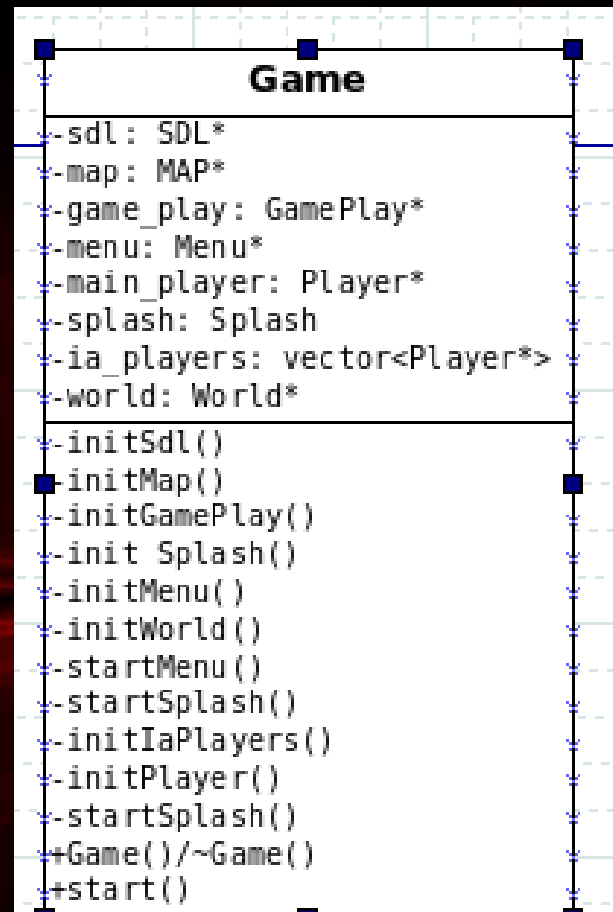 Game
-sdl: SDL*
-map: MAP*
-game_play: GamePlay*
-menu: Menu*
-main_player: Player*
-splash: Splash
-ia_players: vector<Player*>
-world: World*
-initSdl()
-initMap()
-initGamePlay()
-init Splash()
-initMenu()
-initWorld()
-startMenu()
-startSplash()
-initIaPlayers()
-initPlayer()
-startSplash()
+Game()/~Game()
+start()